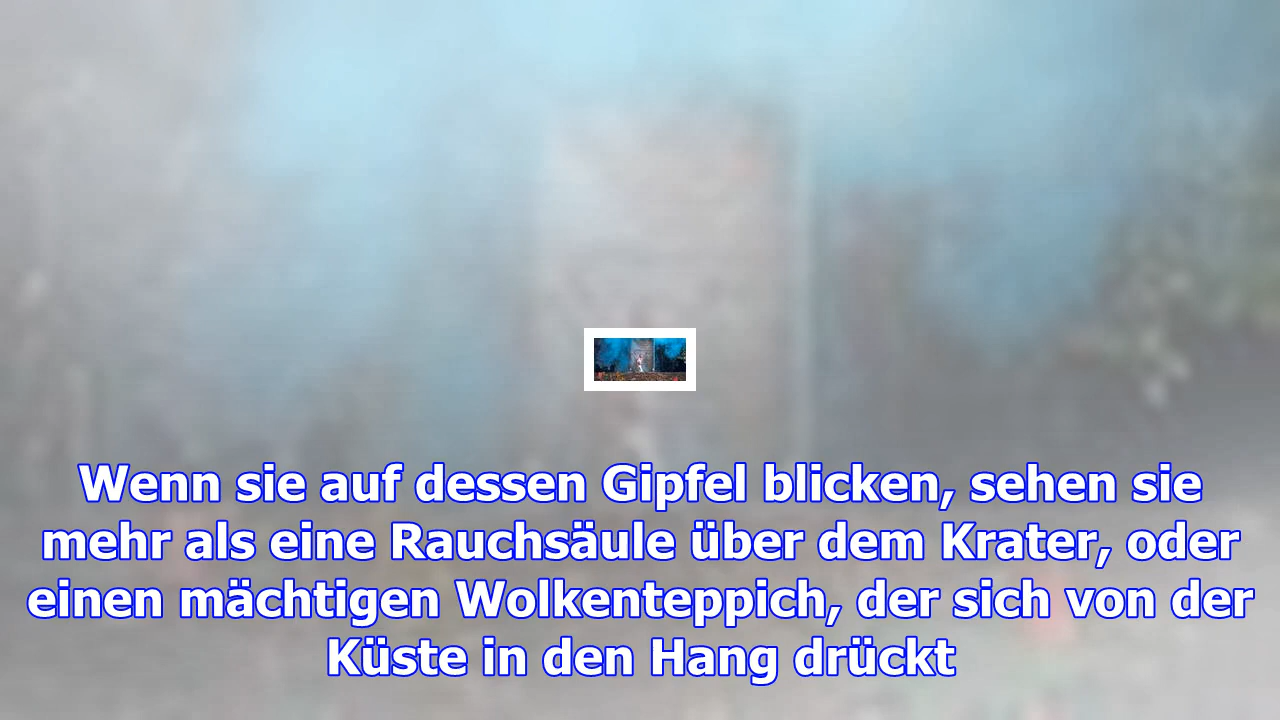 Wenn sie auf dessen Gipfel blicken, sehen sie
mehr als eine Rauchsäule über dem Krater, oder
einen mächtigen Wolkenteppich, der sich von der
Küste in den Hang drückt